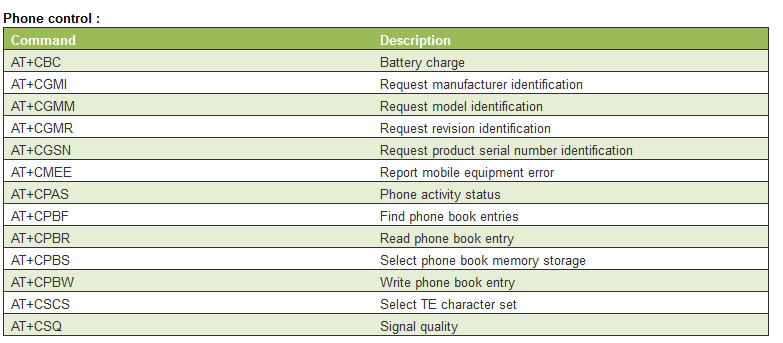 Phone control :
Command Description
AT+CBC Battery charge
AT+CGMI Request manufacturer identification
AT+CGMM Request model identification
AT+CGMR Request revision identification
AT+CGSN Request product serial number identification
AT+CMEE Report mobile equipment error
AT+CPAS Phone activity status
AT+CPBF Find phone book entries
AT+CPBR Read phone book entry
AT+CPBS Select phone book memory storage
AT+CPBW Write phone book entry
AT+CSCS Select TE character set
AT+CSQ Signal quality